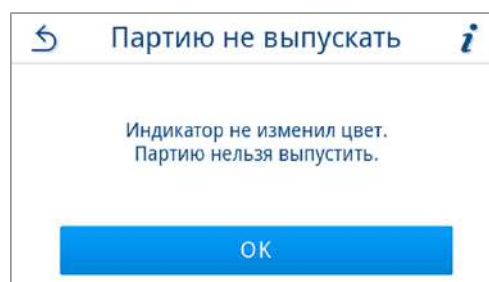 Партию не выпускать
Индикатор не изменил цвет.
Партию нельзя выпустить.
OK